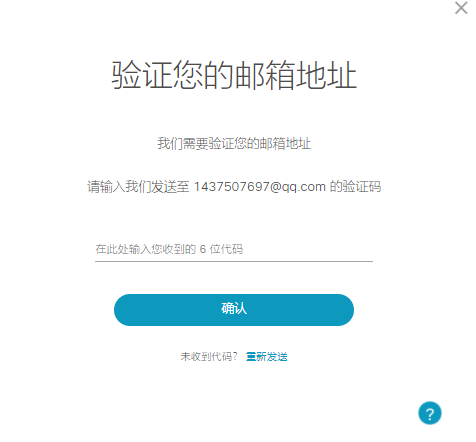 验证您的邮箱地址
我们需要验证您的邮箱地址
请输入我们发送至 1437507697@qq.com 的验证码
在此处输入您收到的 6 位代码
确认
未收到代码？ 重新发送
?